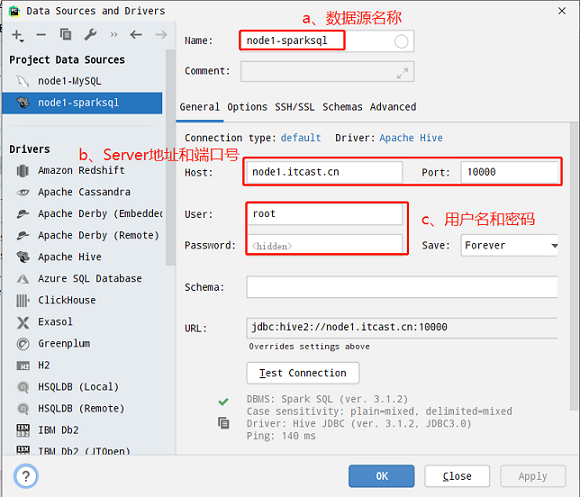 Data Sources and Drivers
a、数据源名称
Name: node1-sparksql
Comment:
Project Data Sources
node1-MySQL
node1-sparksql
General Options SSH/SSL Schemas Advanced
Connection type: default Driver: Apache Hive
Drivers
b、Server地址和端口号
Amazon Redshift
Apache Cassandra
Apache Derby (Embedded
Apache Derby (Remote)
Apache Hive
Azure SQL Database
ClickHouse
Exasol
Greenplum
H2
HSQLDB (Local)
HSQLDB (Remote)
IBM Db2
IBM Db2 (JTOpen)
Host: node1.itcast.cn Port: 10000
User: root
c、用户名和密码
Password: <hidden> Save: Forever
Schema:
URL: jdbc:hive2://node1.itcast.cn:10000
Overrides settings above
Test Connection
DBMS: Spark SQL (ver. 3.1.2)
Case sensitivity: plain=mixed, delimited=mixed
Driver: Hive JDBC (ver. 3.1.2, JDBC3.0)
Ping: 140 ms
? OK Close Apply